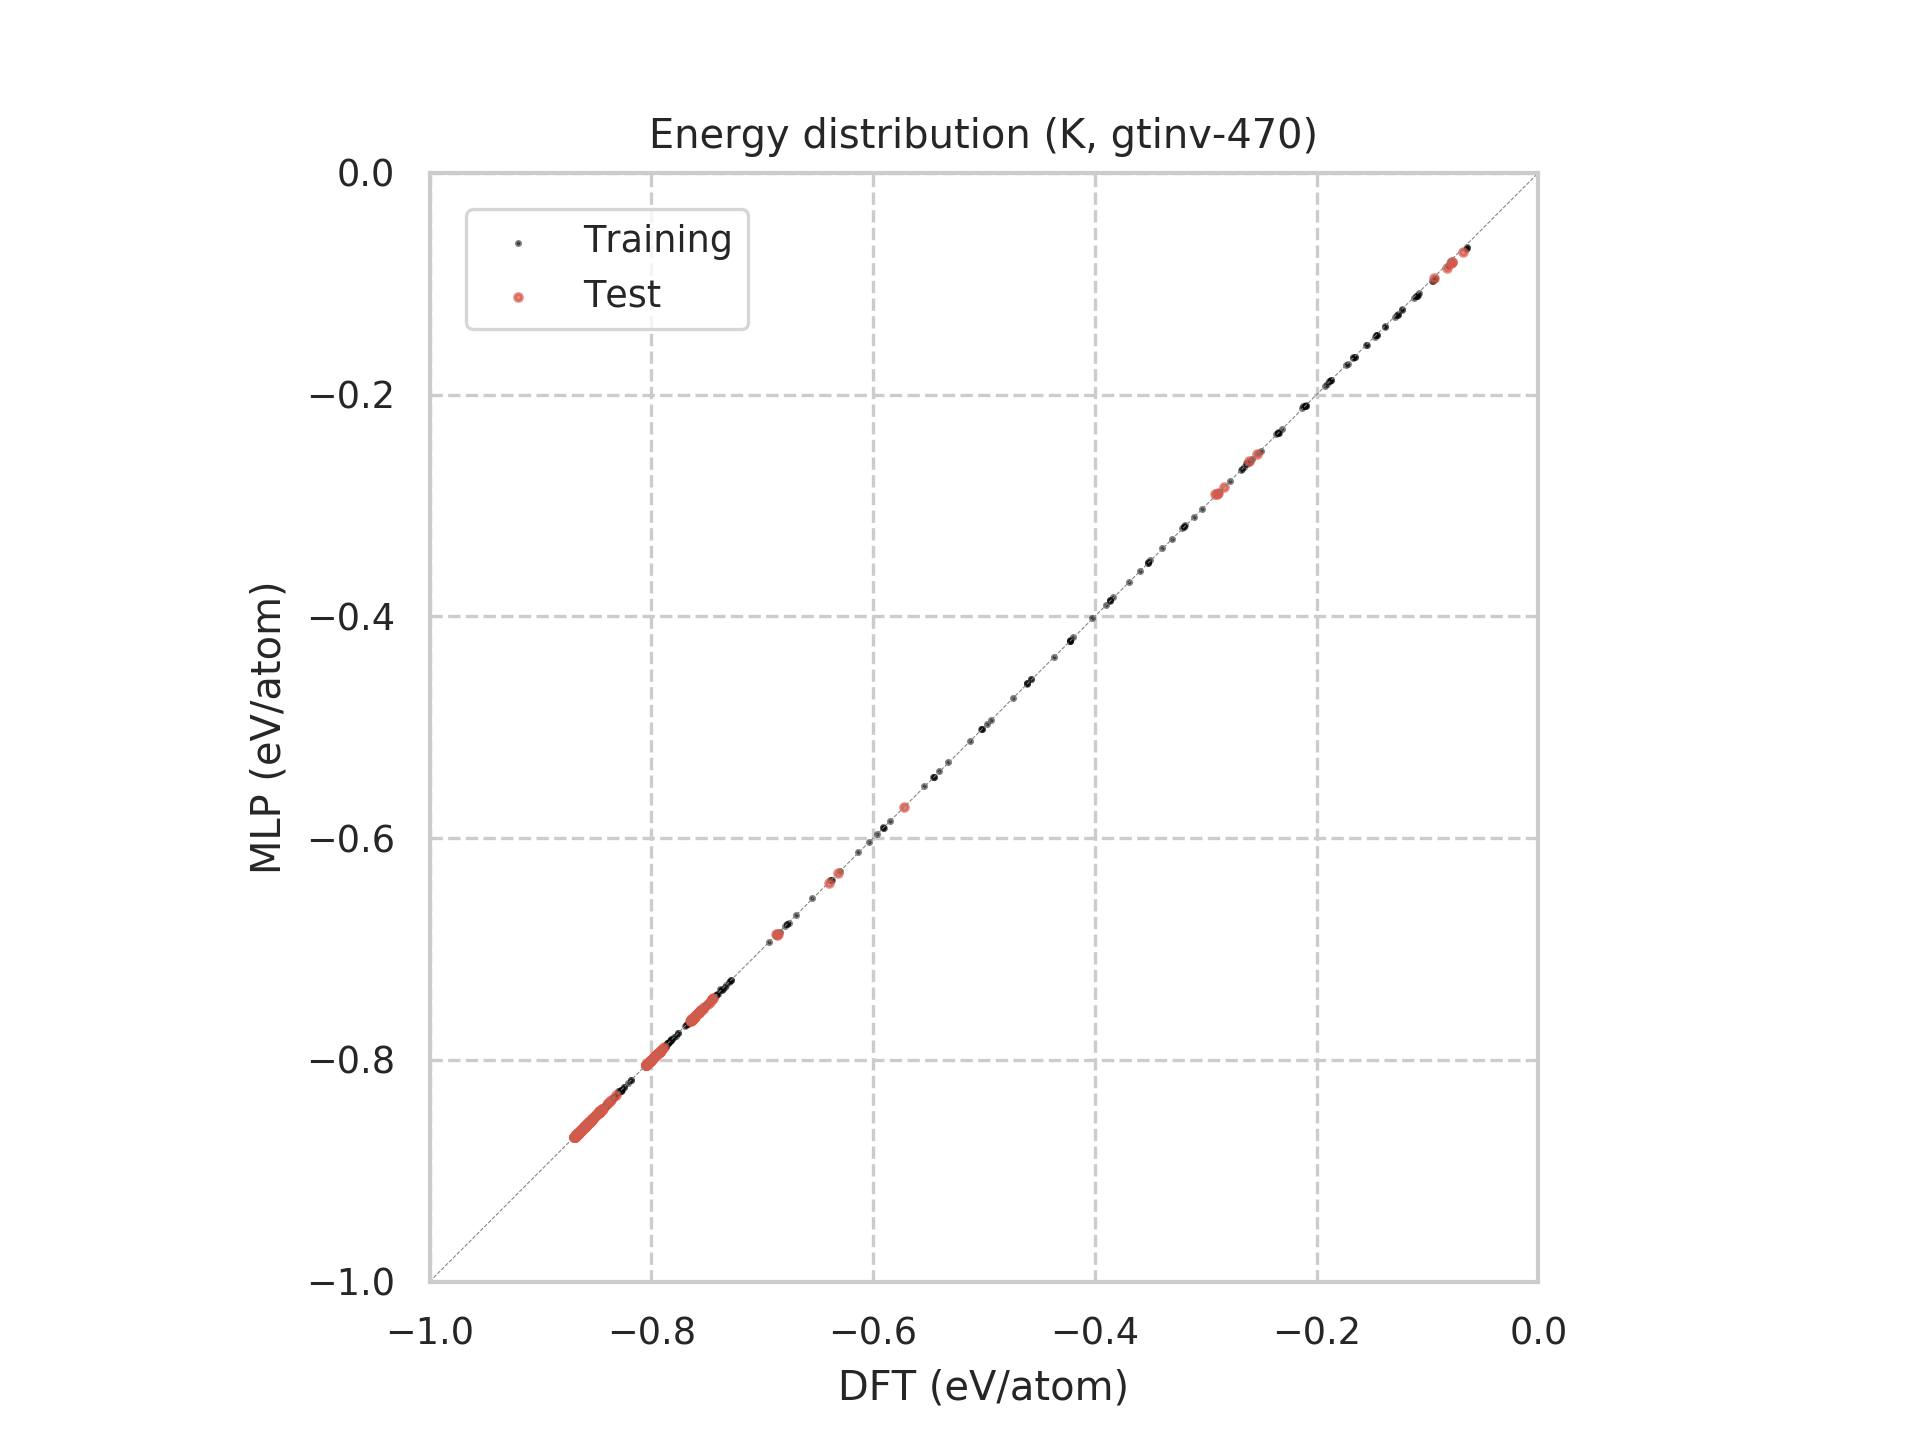 Energy distribution (K, gtinv-470)
0.0
−0.2
−0.4
−0.6
−0.8
−1.0
Training
Test
MLP (eV/atom)
−1.0 −0.8 −0.6 −0.4 −0.2 0.0
DFT (eV/atom)